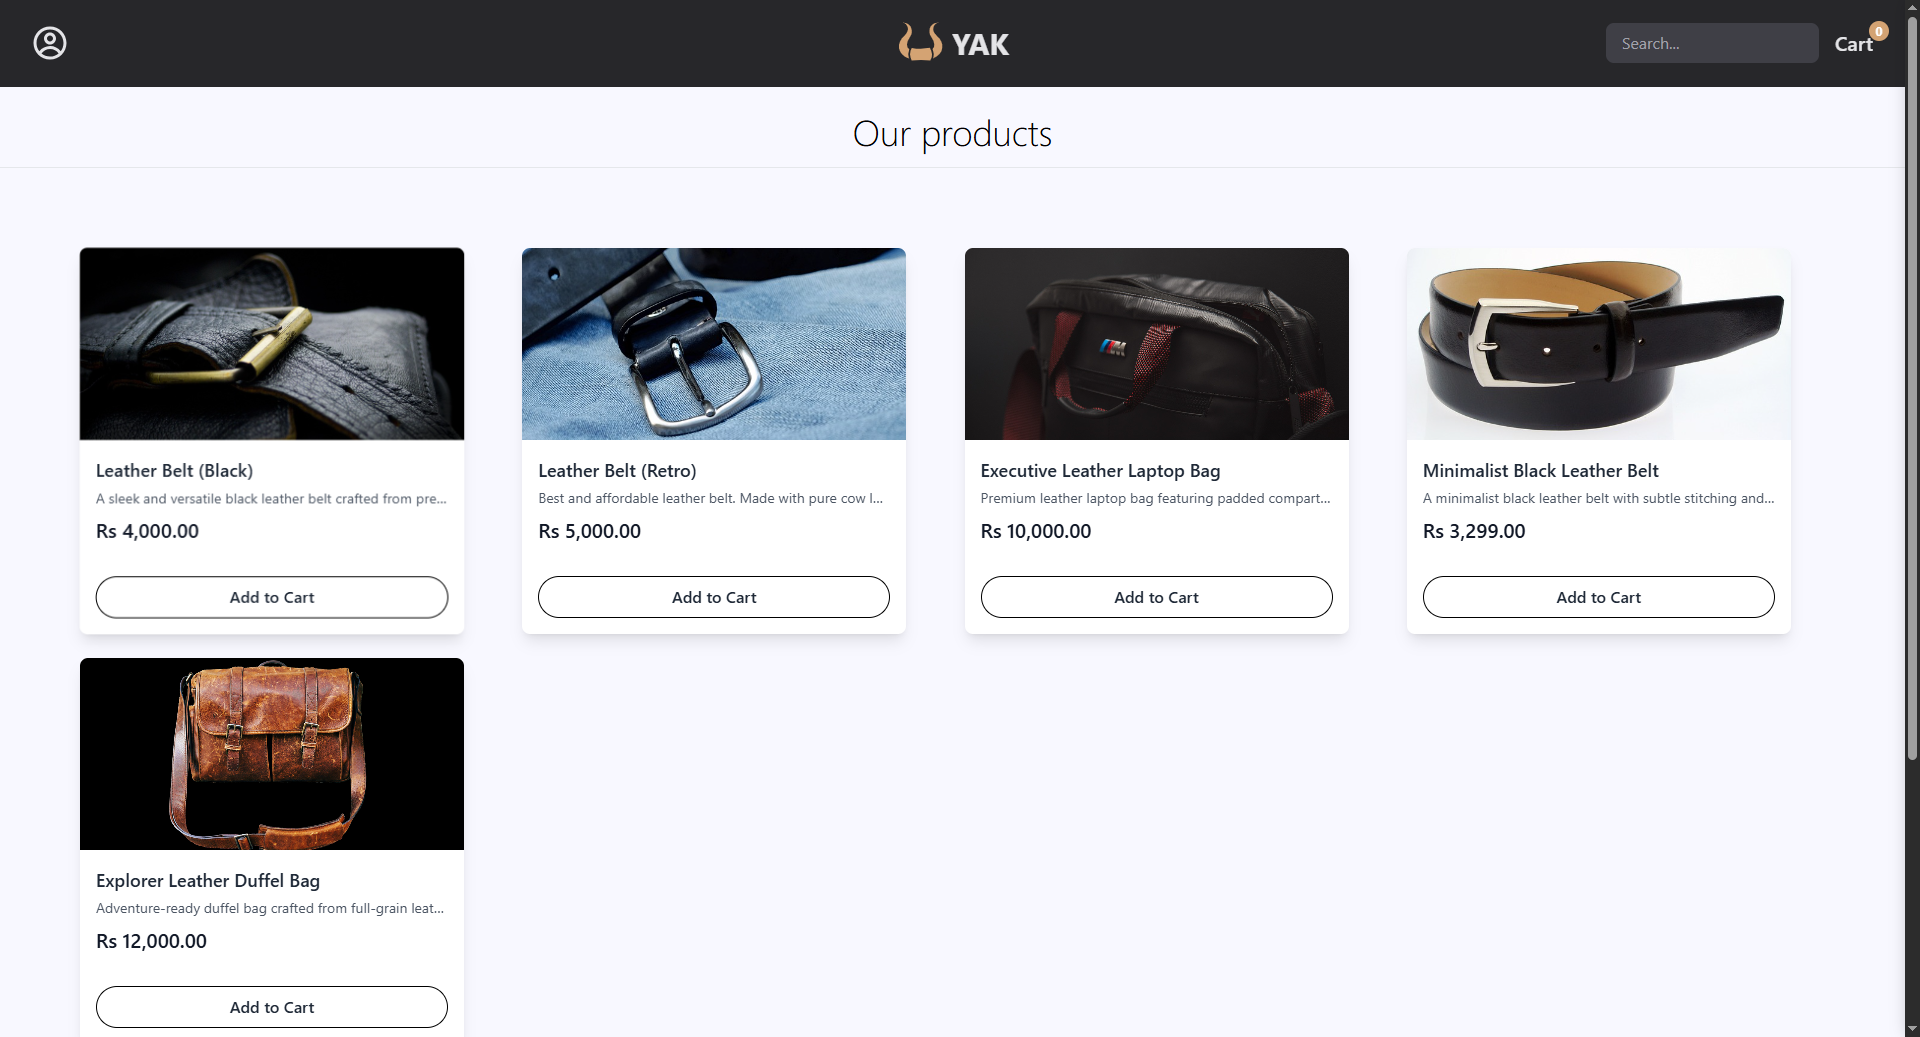 YAK
Search...
Cart
0
Our products
Leather Belt (Black)
A sleek and versatile black leather belt crafted from pre...
Rs 4,000.00
Add to Cart
Leather Belt (Retro)
Best and affordable leather belt. Made with pure cow l...
Rs 5,000.00
Add to Cart
Executive Leather Laptop Bag
Premium leather laptop bag featuring padded compart...
Rs 10,000.00
Add to Cart
Minimalist Black Leather Belt
A minimalist black leather belt with subtle stitching and...
Rs 3,299.00
Add to Cart
Explorer Leather Duffel Bag
Adventure-ready duffel bag crafted from full-grain leat...
Rs 12,000.00
Add to Cart